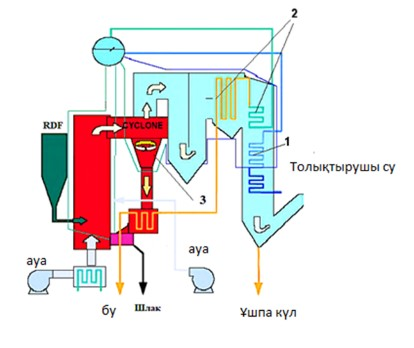 2
RDF
CYCLONE
1
Толықтырушы су
3
ауа
ауа
бу
Шлак
Ұшпа күл